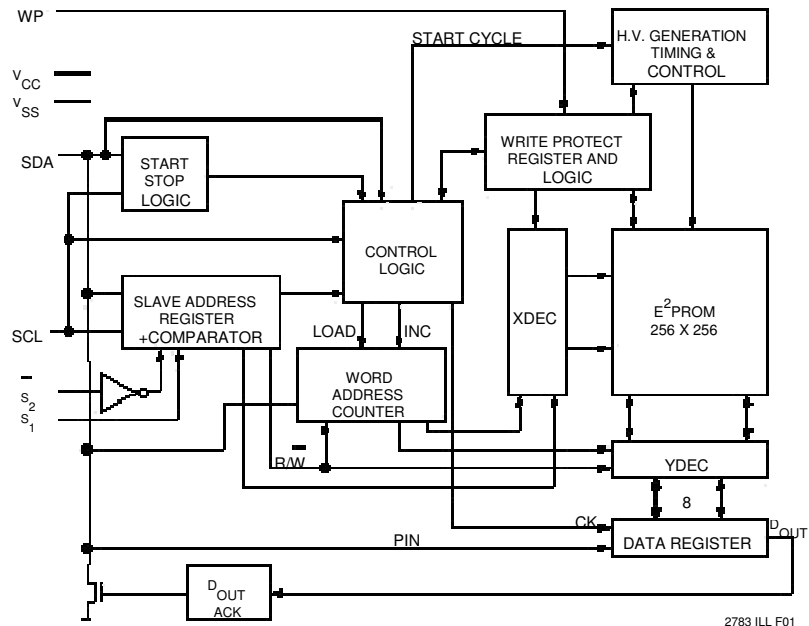 WP
START CYCLE
H.V. GENERATION
TIMING &
CONTROL
VCC
VSS
SDA
START
STOP
LOGIC
WRITE PROTECT
REGISTER AND
LOGIC
CONTROL
LOGIC
SLAVE ADDRESS
REGISTER
+COMPARATOR
SCL
LOAD
INC
XDEC
E²PROM
256 X 256
S̅2
S1
WORD
ADDRESS
COUNTER
R/W̅
YDEC
8
CK
DATA REGISTER
DOUT
PIN
DOUT
ACK
2783 ILL F01